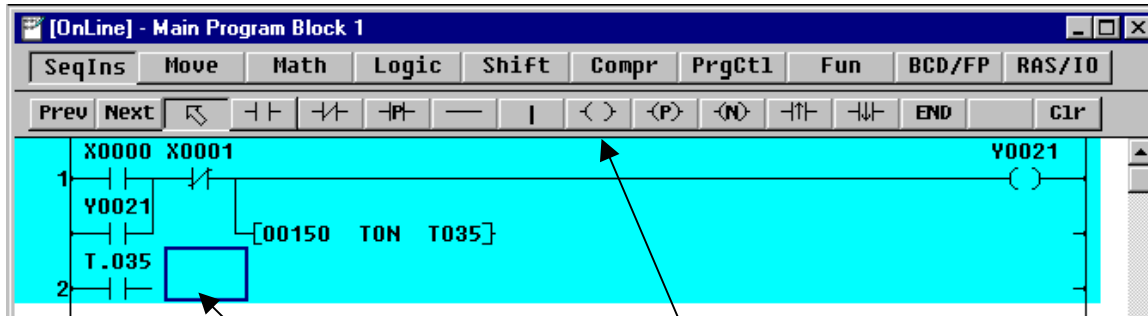 [OnLine] - Main Program Block 1
SeqIns Move Math Logic Shift Compr PrgCtl Fun BCD/FP RAS/IO
Prev Next P P N END Clr
X0000 X0001 Y0021
1
Y0021
[00150 TON T035]
T.035
2